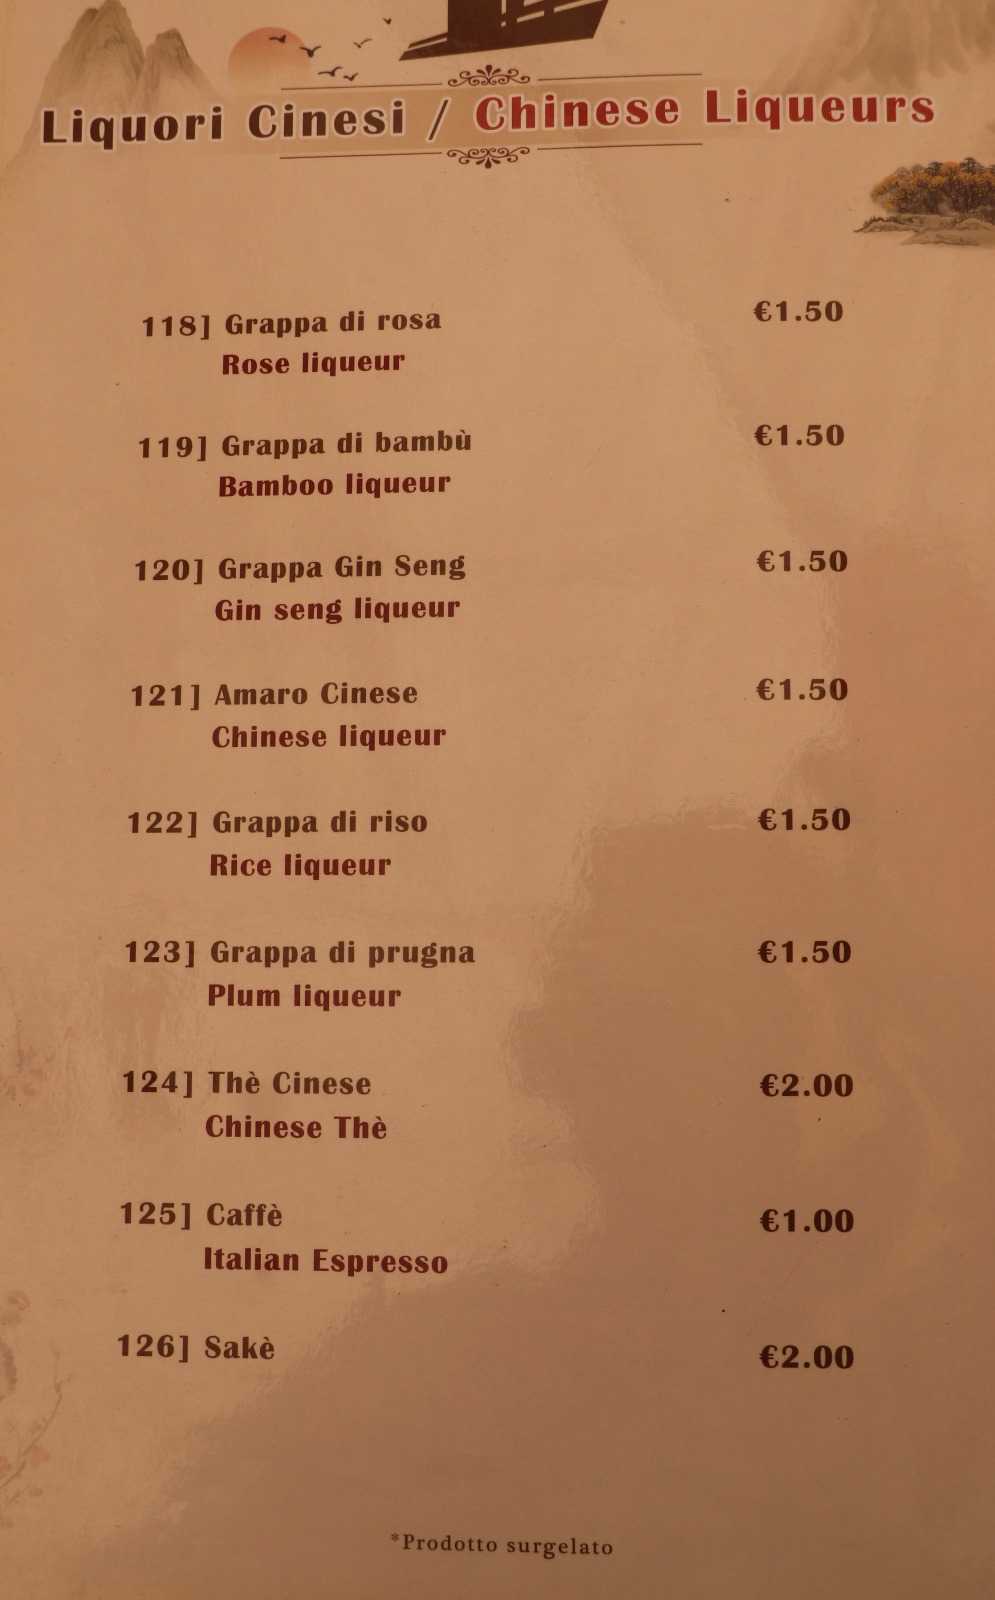 Liquori Cinesi / Chinese Liqueurs
118] Grappa di rosa €1.50
Rose liqueur
119] Grappa di bambù €1.50
Bamboo liqueur
120] Grappa Gin Seng €1.50
Gin seng liqueur
121] Amaro Cinese €1.50
Chinese liqueur
122] Grappa di riso €1.50
Rice liqueur
123] Grappa di prugna €1.50
Plum liqueur
124] Thè Cinese €2.00
Chinese Thè
125] Caffè €1.00
Italian Espresso
126] Sakè €2.00
*Prodotto surgelato